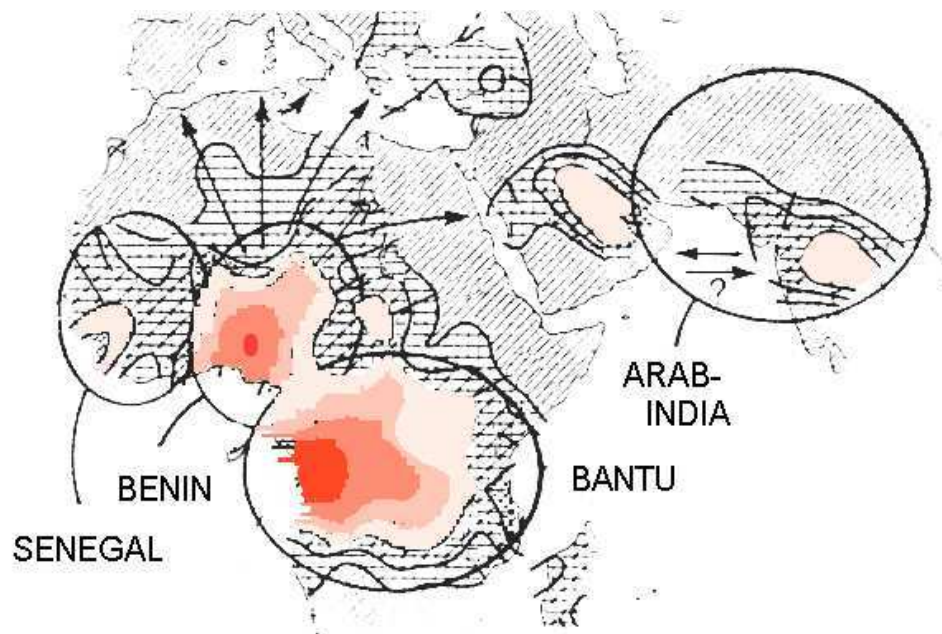 ?
ARAB-
INDIA
BENIN
BANTU
SENEGAL